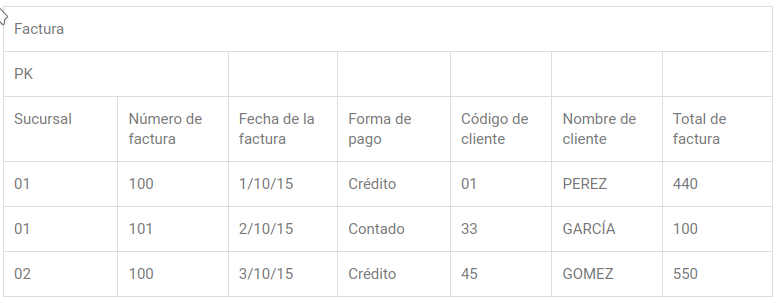 Factura
PK
Sucursal Número de factura Fecha de la factura Forma de pago Código de cliente Nombre de cliente Total de factura
01 100 1/10/15 Crédito 01 PEREZ 440
01 101 2/10/15 Contado 33 GARCÍA 100
02 100 3/10/15 Crédito 45 GOMEZ 550